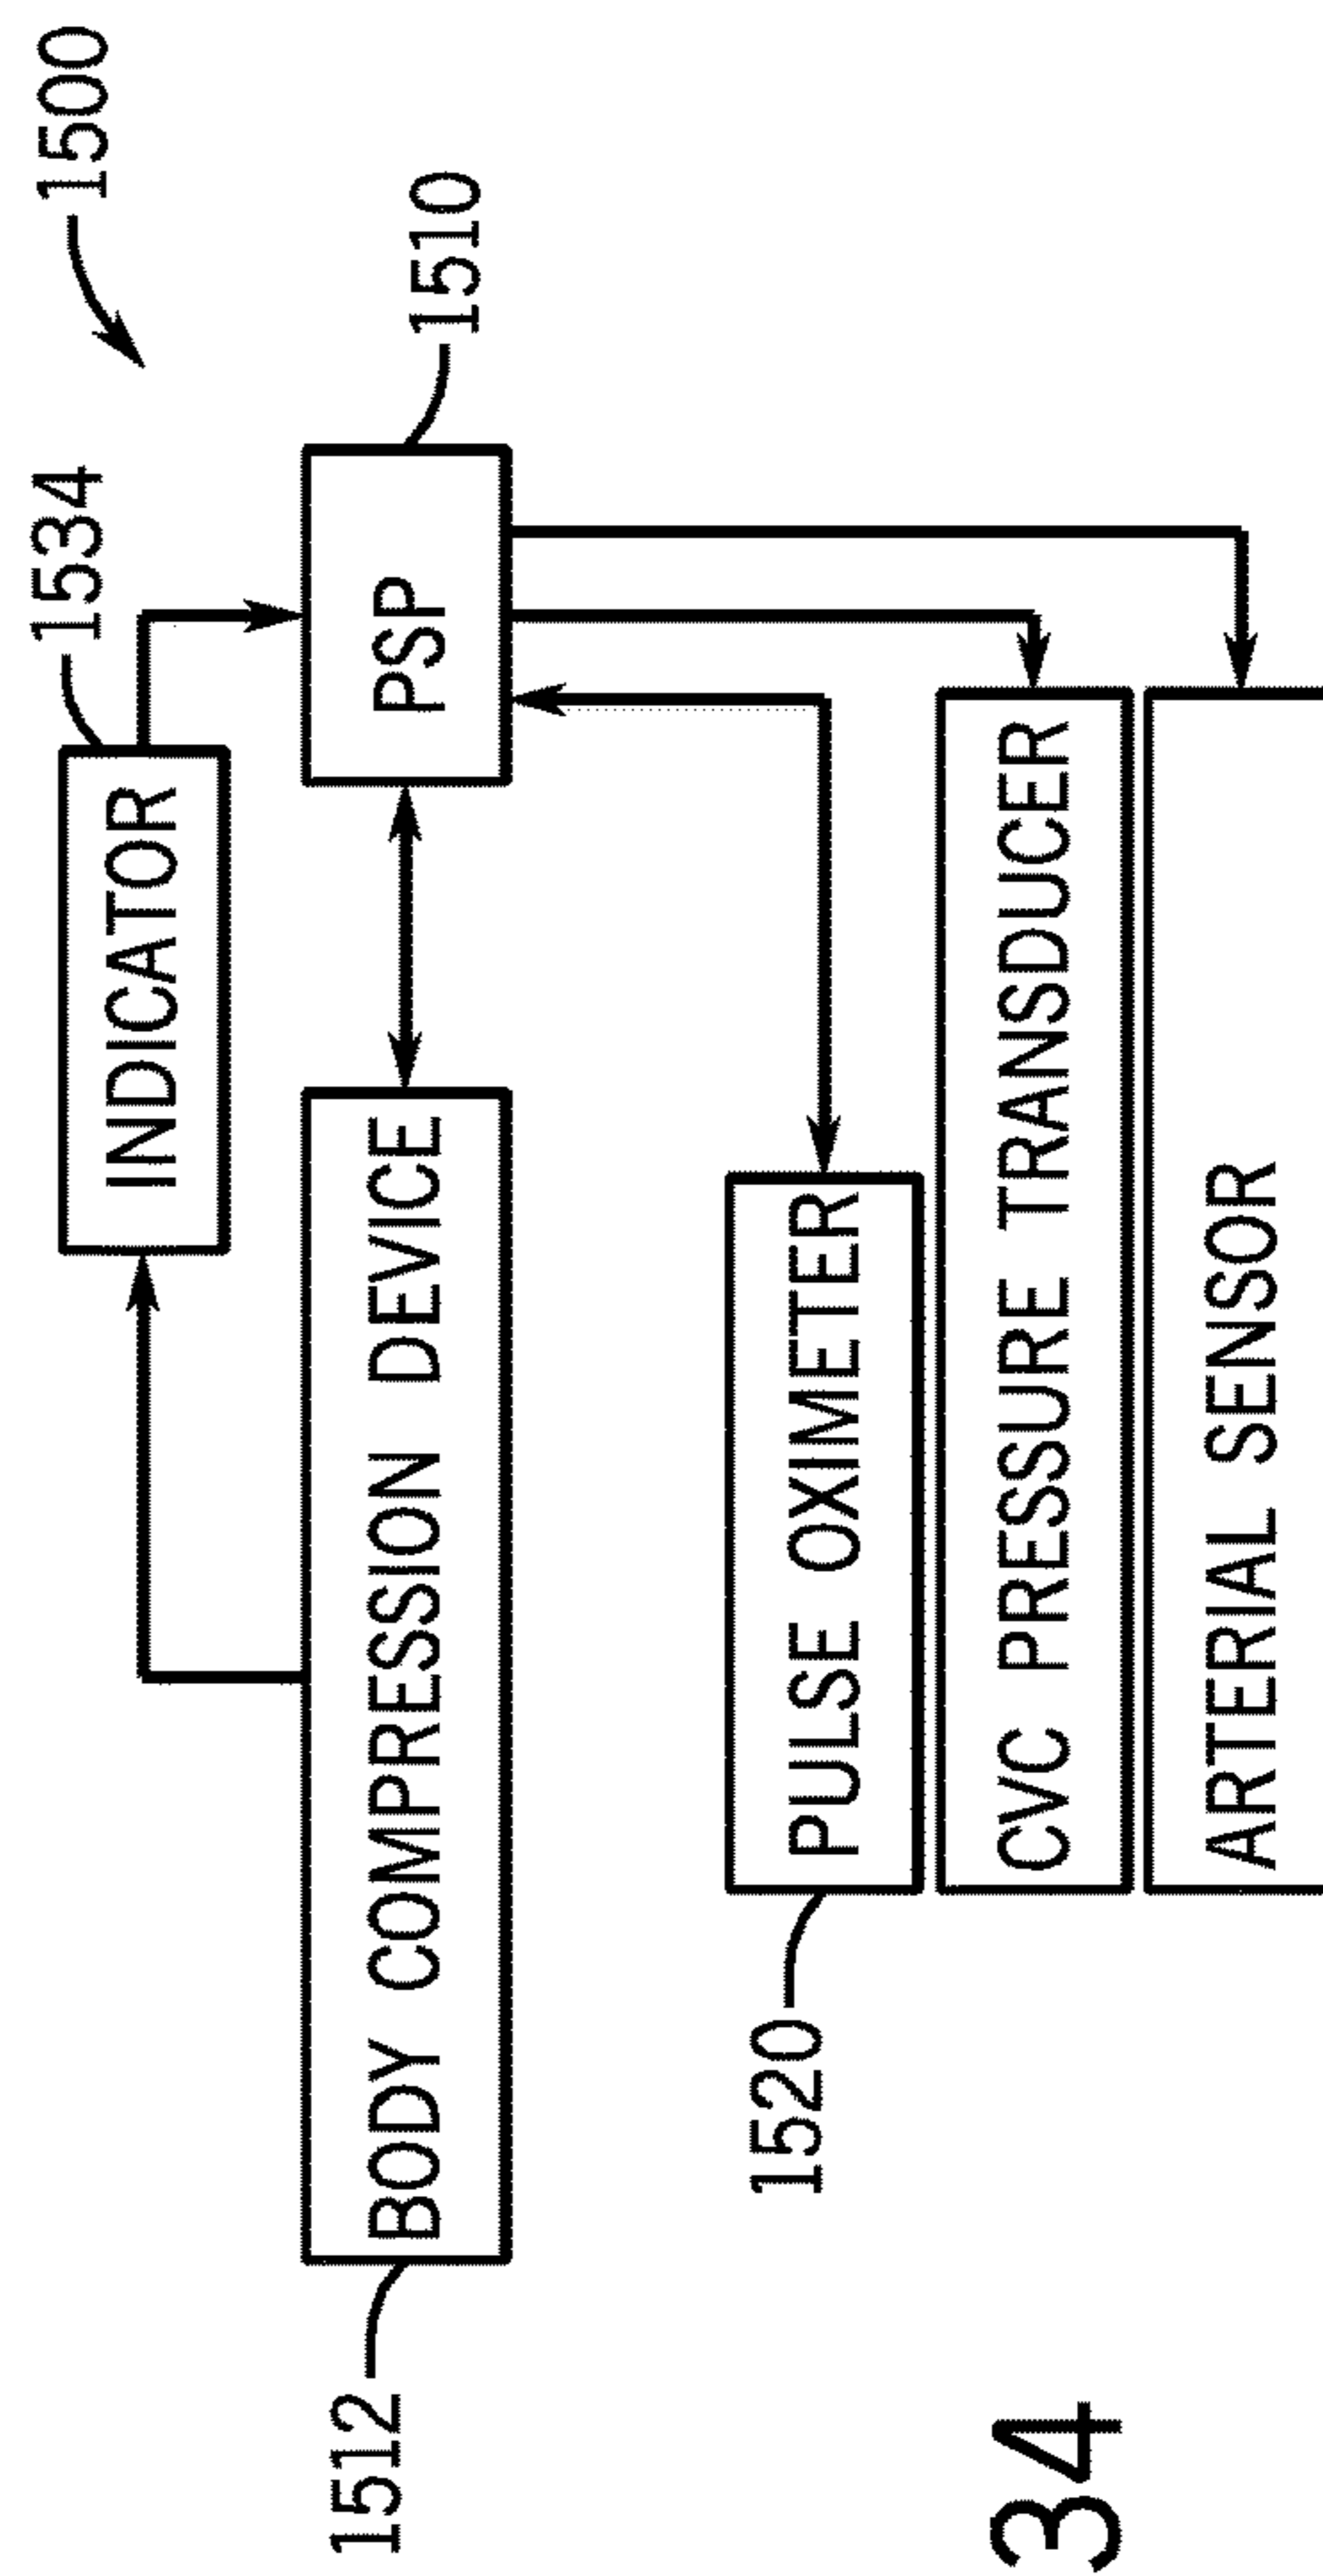 1500
1534
INDICATOR
1510
PSP
1512
BODY COMPRESSION DEVICE
1520
PULSE OXIMETER
CVC PRESSURE TRANSDUCER
ARTERIAL SENSOR
34